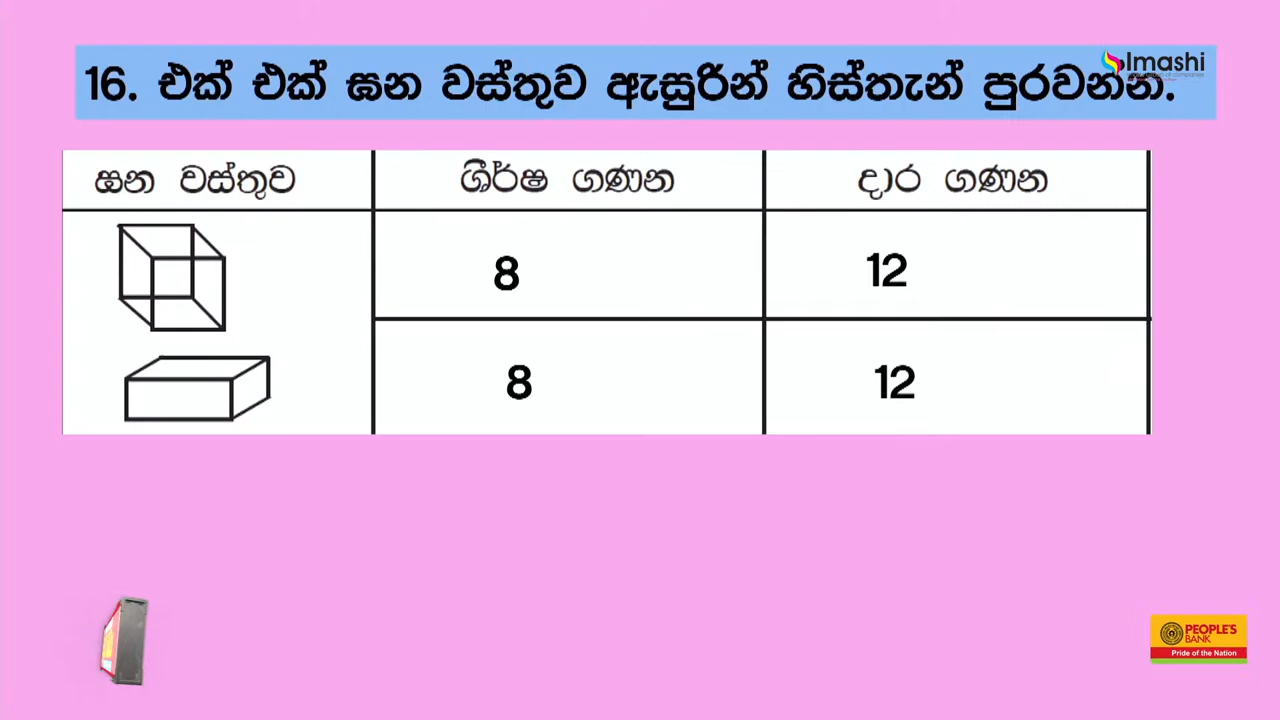 Imashi
16. එක් එක් ඝන වස්තුව ඇසුරින් හිස්තැන් පුරවන්න.
ඝන වස්තුව ශීර්ෂ ගණන දාර ගණන
8 12
8 12
PEOPLE'S
BANK
Pride of the Nation